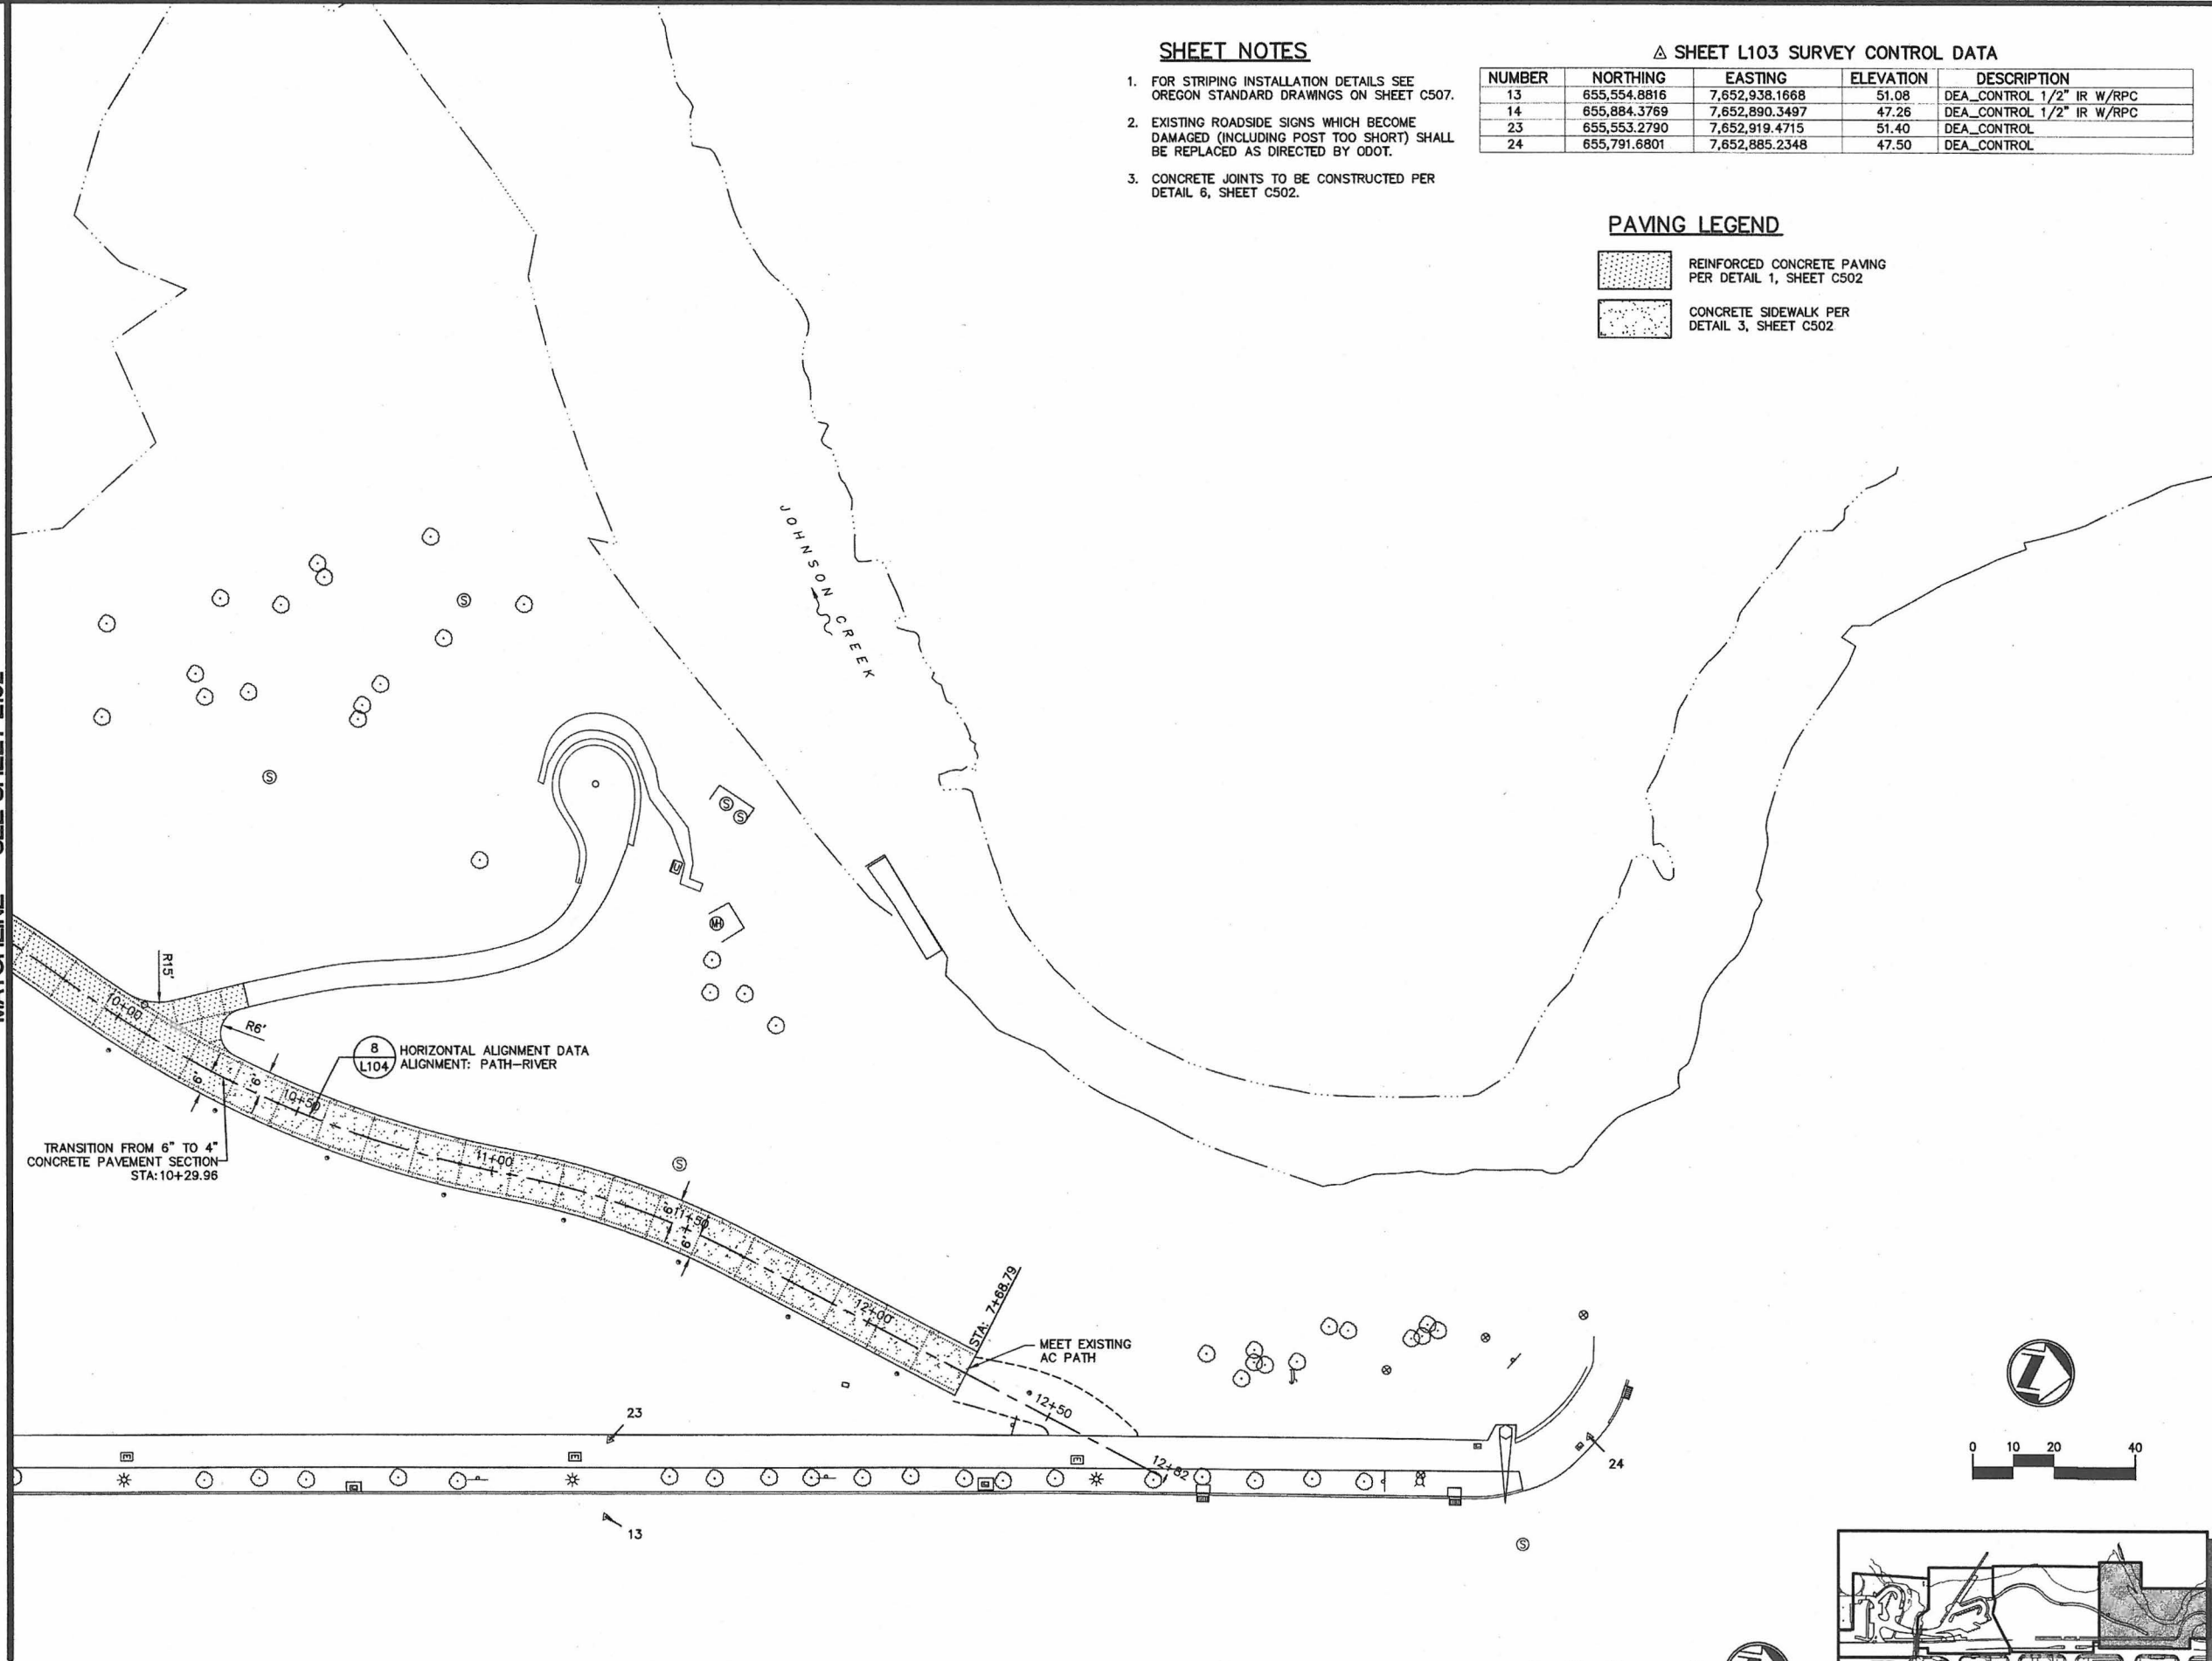 SHEET NOTES
1. FOR STRIPING INSTALLATION DETAILS SEE
OREGON STANDARD DRAWINGS ON SHEET C507.
2. EXISTING ROADSIDE SIGNS WHICH BECOME
DAMAGED (INCLUDING POST TOO SHORT) SHALL
BE REPLACED AS DIRECTED BY ODOT.
3. CONCRETE JOINTS TO BE CONSTRUCTED PER
DETAIL 6, SHEET C502.
SHEET L103 SURVEY CONTROL DATA
NUMBER NORTHING EASTING ELEVATION DESCRIPTION
13 655,554.8816 7,652,938.1668 51.08 DEA_CONTROL 1/2" IR W/RPC
14 655,884.3769 7,652,890.3497 47.26 DEA_CONTROL 1/2" IR W/RPC
23 655,553.2790 7,652,919.4715 51.40 DEA_CONTROL
24 655,791.6801 7,652,885.2348 47.50 DEA_CONTROL
PAVING LEGEND
REINFORCED CONCRETE PAVING
PER DETAIL 1, SHEET C502
CONCRETE SIDEWALK PER
DETAIL 3, SHEET C502
JOHNSON CREEK
S
S
S
S
U
MH
R15'
10+00
R6'
8
L104
HORIZONTAL ALIGNMENT DATA
ALIGNMENT: PATH-RIVER
6'
6'
10+50
TRANSITION FROM 6" TO 4"
CONCRETE PAVEMENT SECTION
STA: 10+29.96
11+00
S
6'
11+50
6'
12+00
STA: 7+68.79
MEET EXISTING
AC PATH
12+50
12+82
23
24
13
S
0 10 20 40